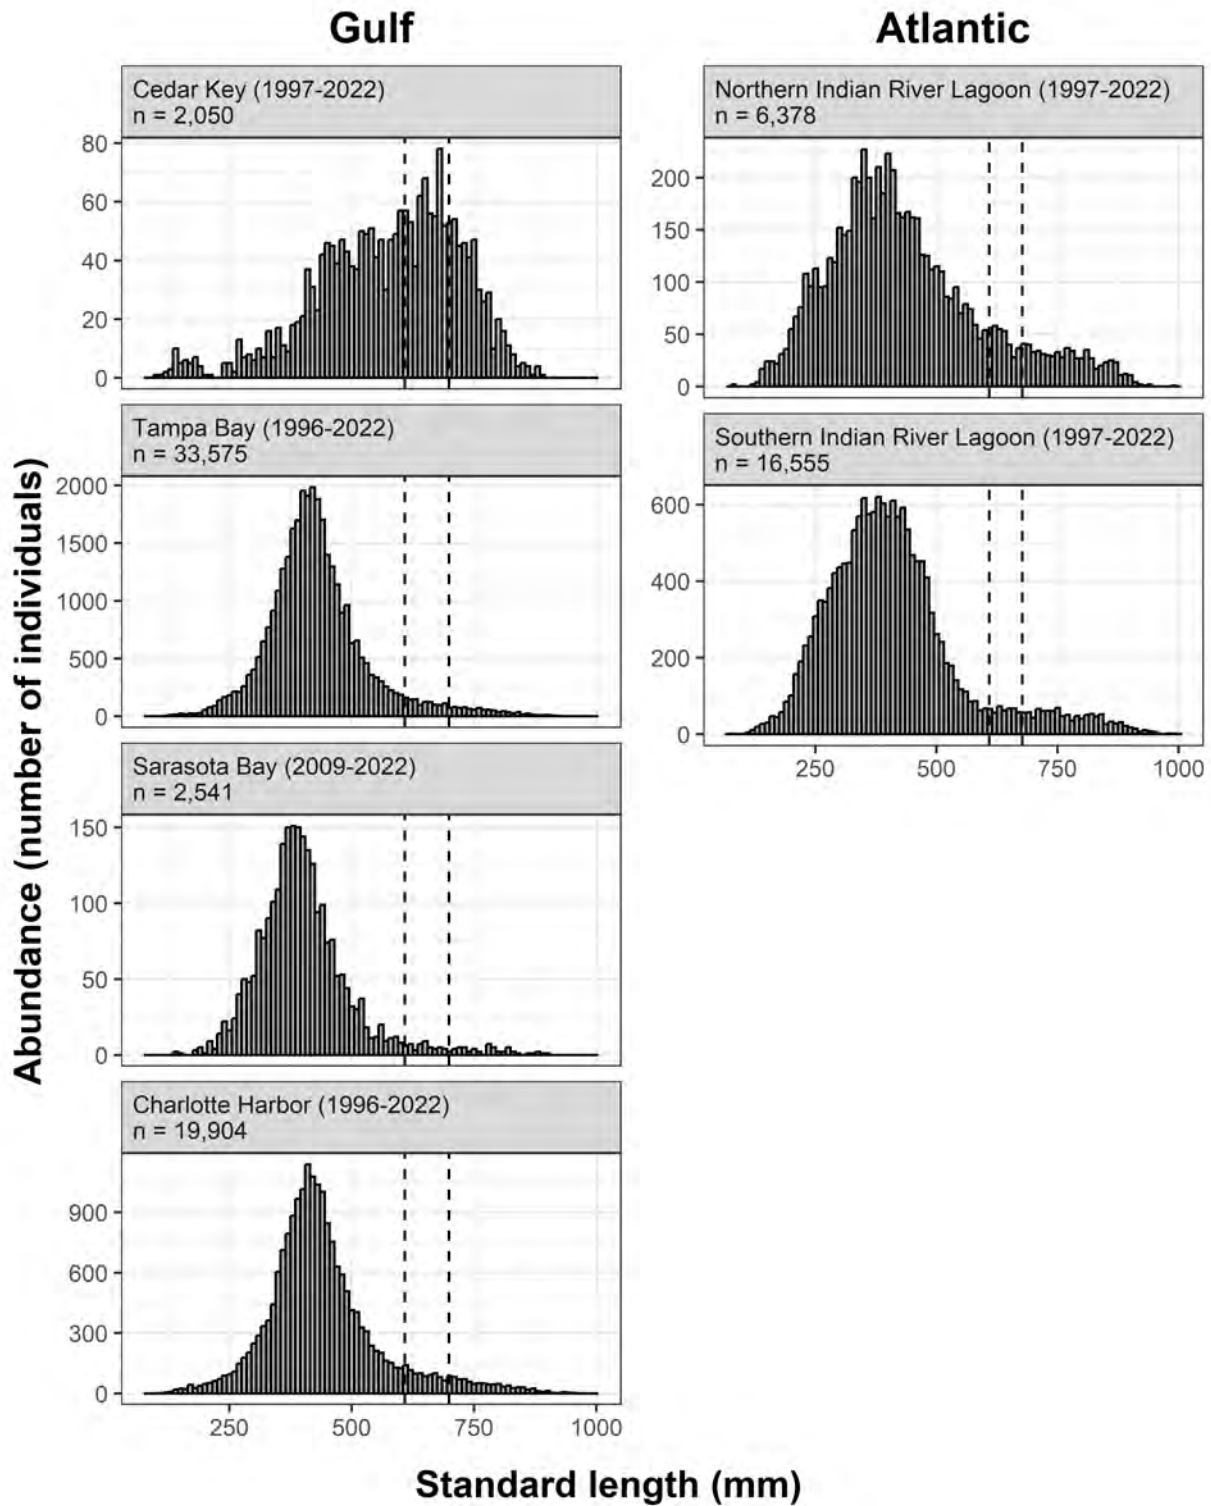 Gulf
Atlantic
Cedar Key (1997-2022)
n = 2,050
80
60
40
20
0
Northern Indian River Lagoon (1997-2022)
n = 6,378
200
150
100
50
0
Tampa Bay (1996-2022)
n = 33,575
2000
1500
1000
500
0
Southern Indian River Lagoon (1997-2022)
n = 16,555
600
400
200
0
250 500 750 1000
Sarasota Bay (2009-2022)
n = 2,541
150
100
50
0
Charlotte Harbor (1996-2022)
n = 19,904
900
600
300
0
250 500 750 1000
Abundance (number of individuals)
Standard length (mm)